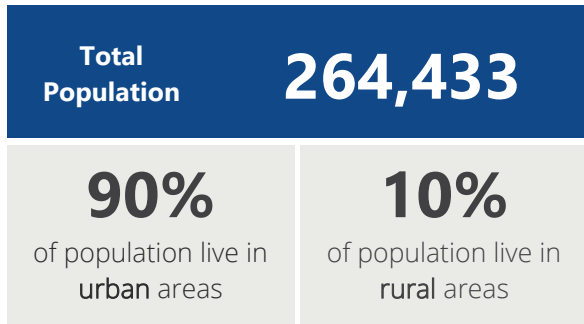 Total
Population
264,433
90%
of population live in
urban areas
10%
of population live in
rural areas